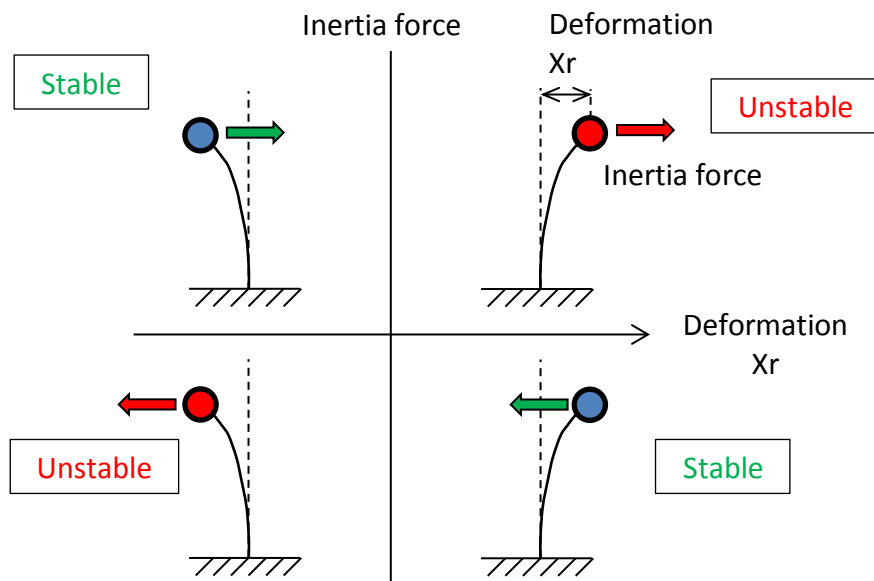 Inertia force
Deformation
Xr
Stable
Unstable
Inertia force
Deformation
Xr
Unstable
Stable